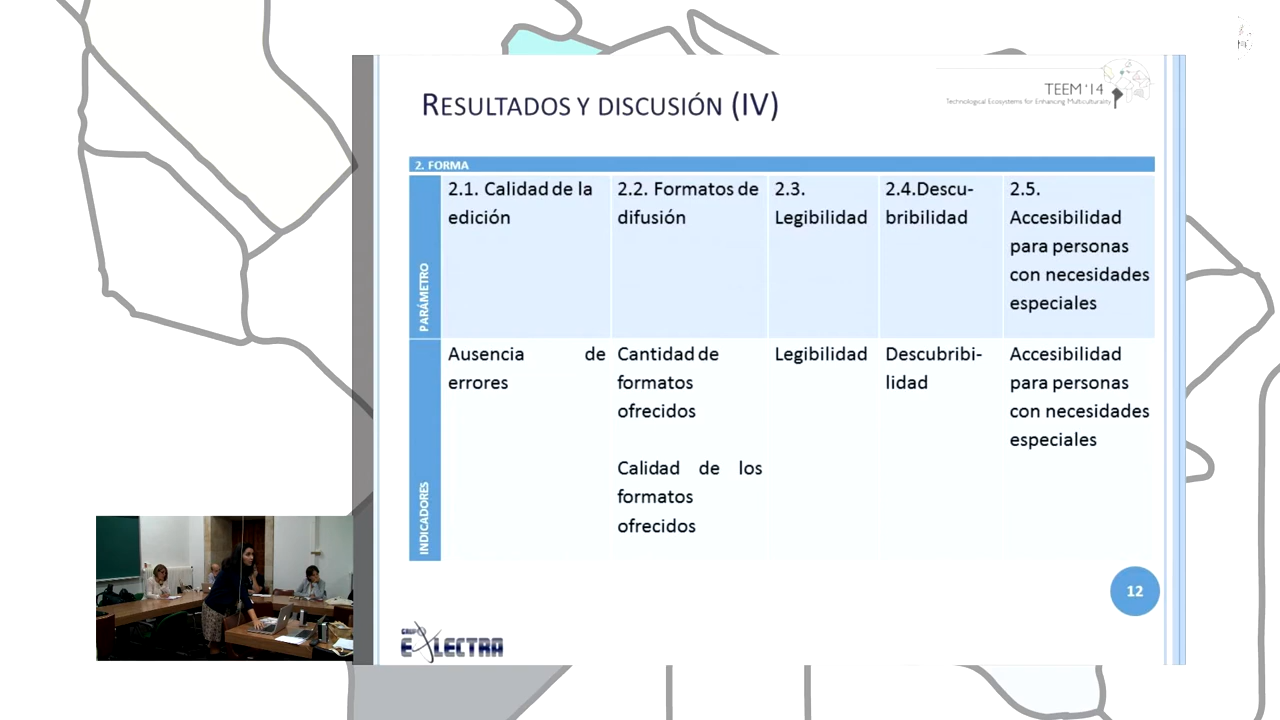 RESULTADOS Y DISCUSIÓN (IV)
TEEM '14
Technological Ecosystems for Enhancing Multiculturality
2. FORMA
PARÁMETRO
2.1. Calidad de la
edición
2.2. Formatos de
difusión
2.3.
Legibilidad
2.4.Descu-
bribilidad
2.5.
Accesibilidad
para personas
con necesidades
especiales
INDICADORES
Ausencia de
errores
Cantidad de
formatos
ofrecidos
Calidad de los
formatos
ofrecidos
Legibilidad
Descubribi-
lidad
Accesibilidad
para personas
con necesidades
especiales
12
GRUPO
E LECTRA